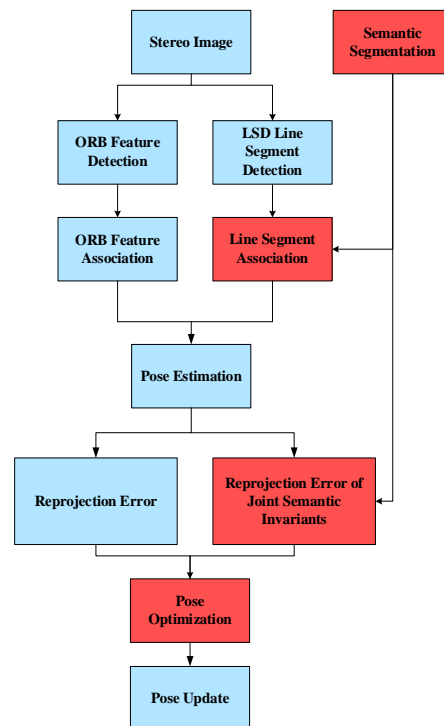 Stereo Image
Semantic
Segmentation
ORB Feature
Detection
LSD Line
Segment
Detection
ORB Feature
Association
Line Segment
Association
Pose Estimation
Reprojection Error
Reprojection Error of
Joint Semantic
Invariants
Pose
Optimization
Pose Update